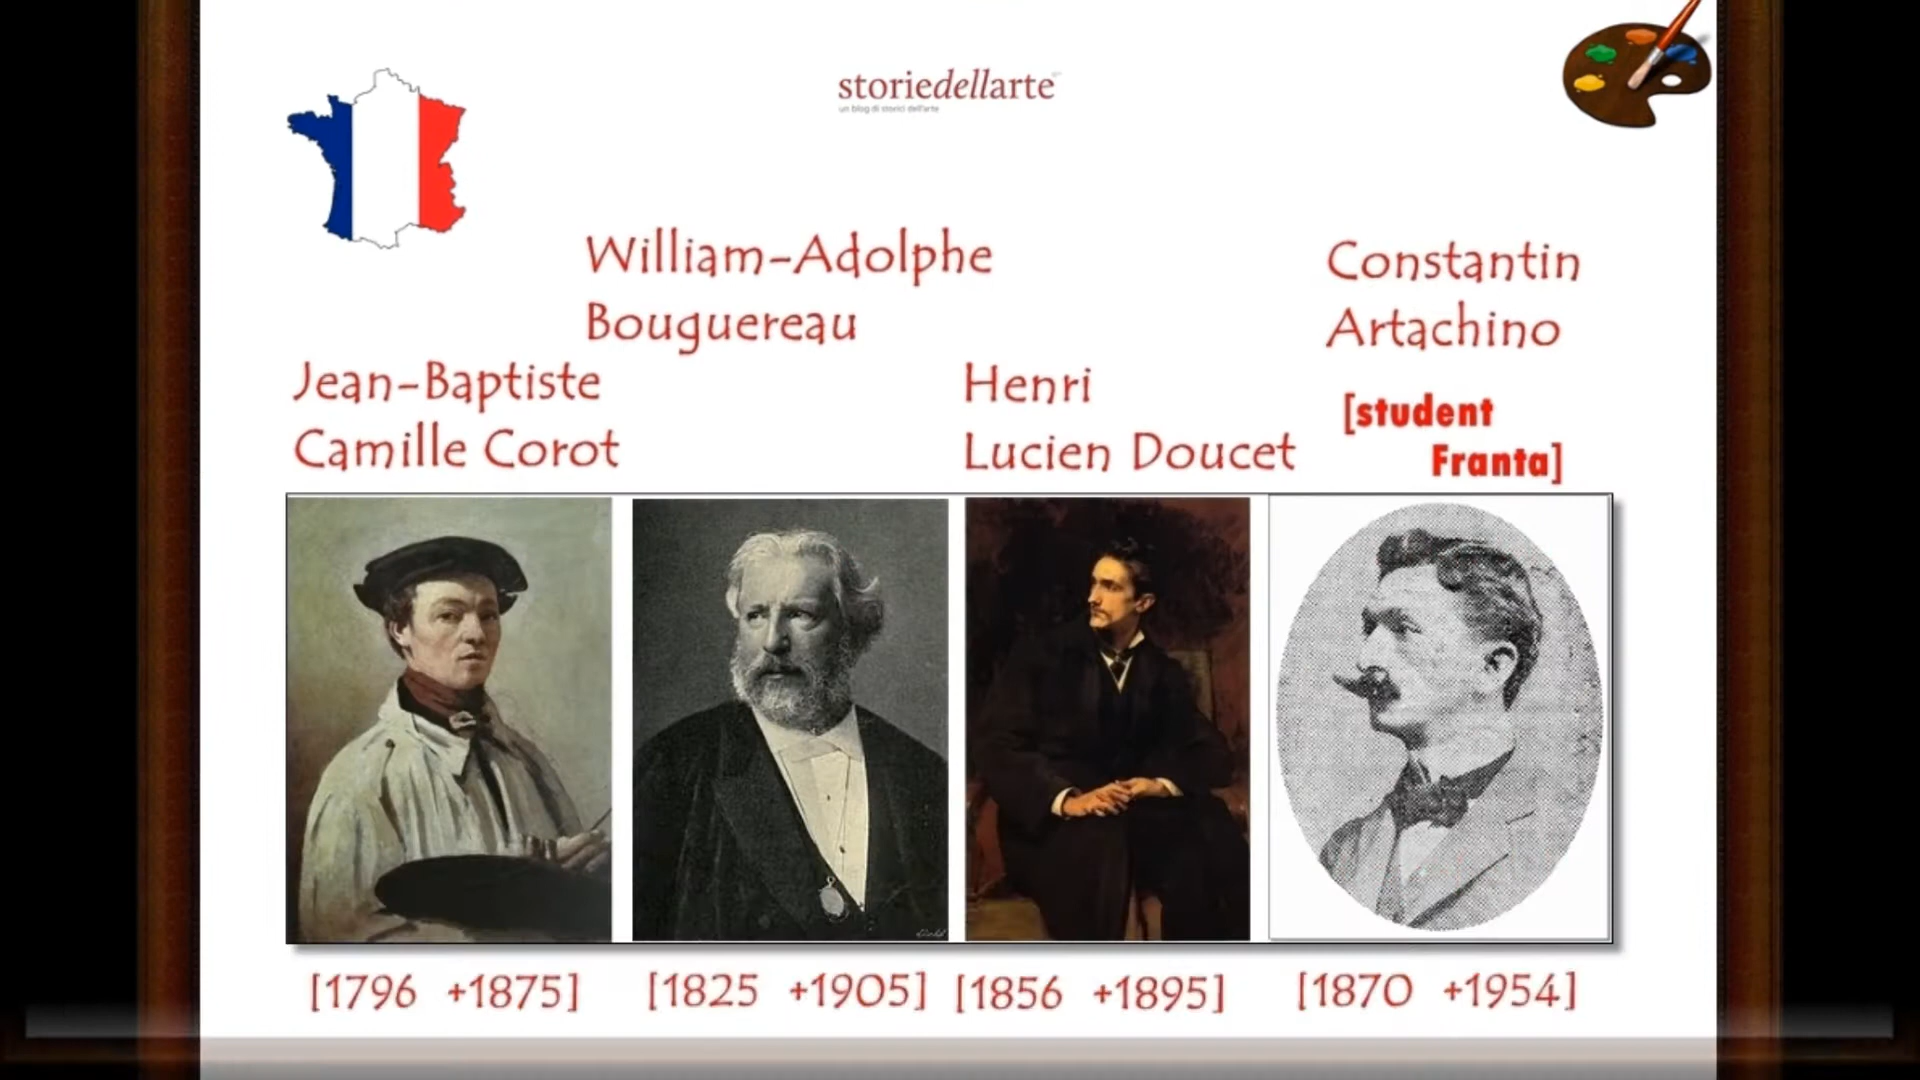 storiedellarte
un blog di storici dell'arte
William-Adolphe
Bouguereau
Constantin
Artachino
Jean-Baptiste
Camille Corot
Henri
Lucien Doucet
[student
Franta]
[1796 +1875]
[1825 +1905]
[1856 +1895]
[1870 +1954]